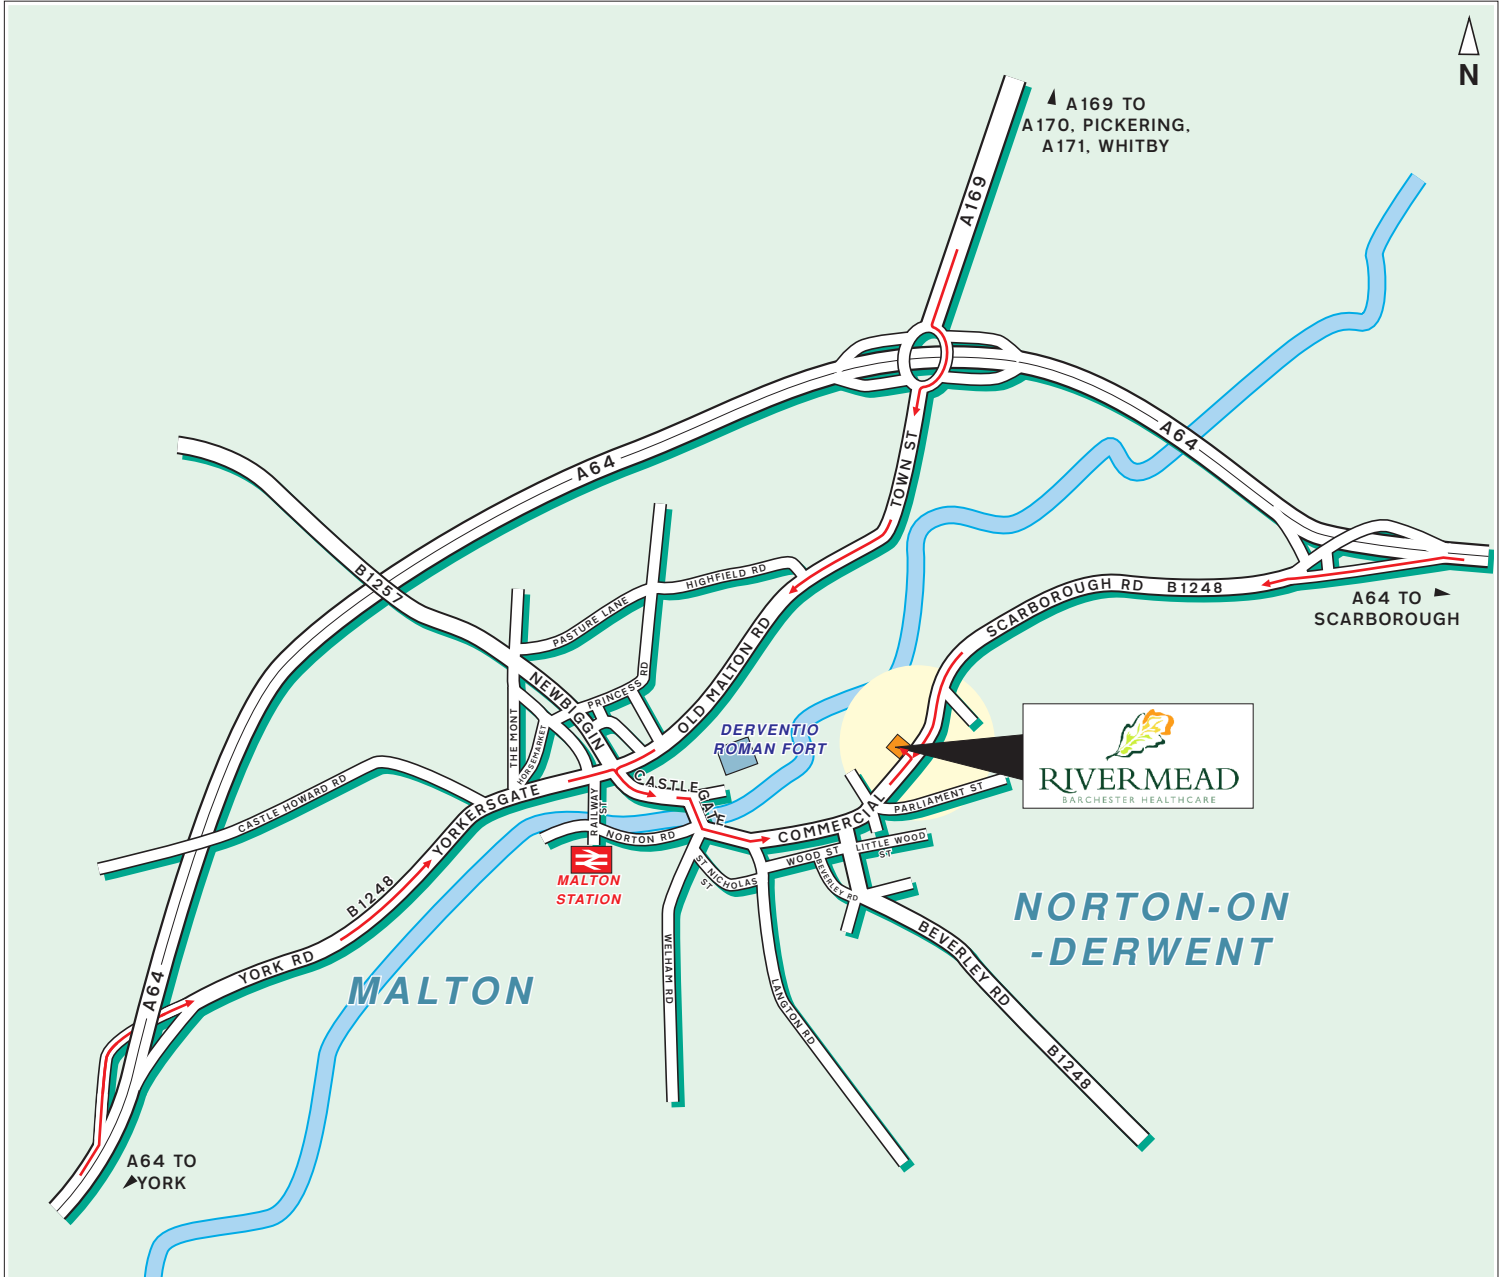 N
A169 TO
A170, PICKERING,
A171, WHITBY
A169
A64
A64
TOWN ST
B1257
HIGHFIELD RD
PASTURE LANE
SCARBOROUGH RD B1248
A64 TO
SCARBOROUGH
OLD MALTON RD
PRINCESS RD
NEWBIGGIN
THE MONT
HORSEMARKET
DERVENTIO
ROMAN FORT
RIVERMEAD
BARCHESTER HEALTHCARE
CASTLE HOWARD RD
YORKERSGATE
CASTLEGATE
RAILWAY
ST
NORTON RD
COMMERCIAL
PARLIAMENT ST
WOOD ST
LITTLE WOOD
ST
BEVERLEY RD
ST NICHOLAS
ST
MALTON
STATION
B1248
NORTON-ON
-DERWENT
YORK RD
MALTON
WELHAM RD
LANGTON RD
BEVERLEY RD
A64
B1248
A64 TO
YORK